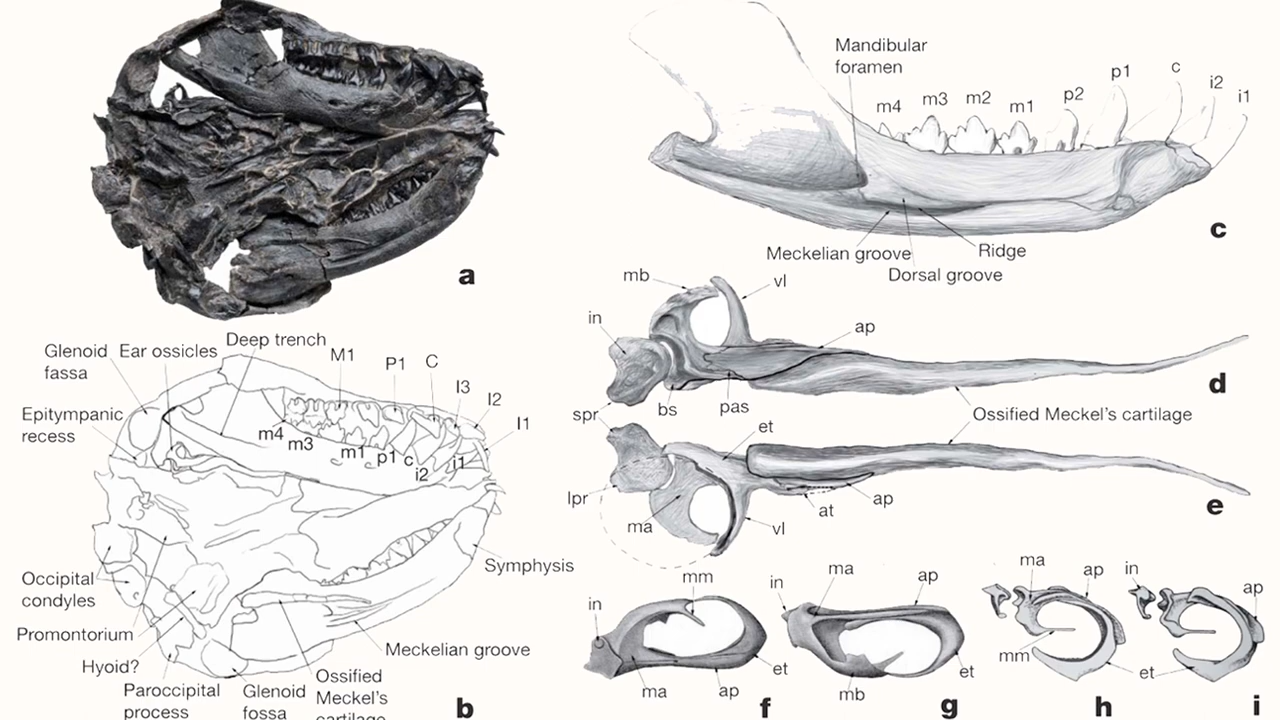 a
Glenoid
fassa
Ear ossicles
Deep trench
M1
P1
C
I3
I2
I1
Epitympanic
recess
m4
m3
m1
p1
c
i2
i1
Occipital
condyles
Symphysis
Promontorium
Hyoid?
Meckelian groove
Paroccipital
process
Glenoid
fossa
Ossified
Meckel's
cartilage
b
Mandibular
foramen
m4
m3
m2
m1
p2
p1
c
i2
i1
Meckelian groove
Ridge
Dorsal groove
c
mb
vl
in
ap
spr
bs
pas
d
Ossified Meckel's cartilage
et
lpr
ma
vl
at
ap
e
in
mm
et
ma
ap
f
in
ma
ap
et
mb
g
ma
ap
mm
et
h
in
ap
i